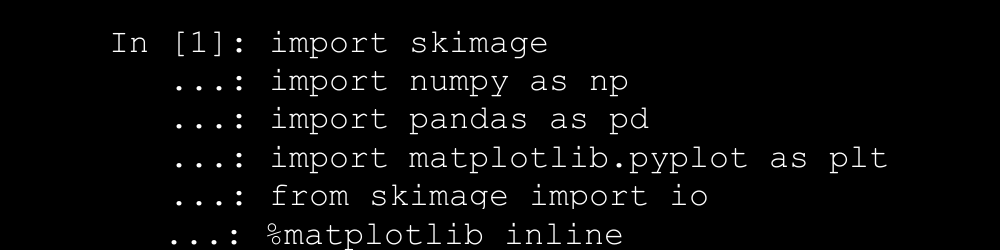 In [1]: import skimage
...: import numpy as np
...: import pandas as pd
...: import matplotlib.pyplot as plt
...: from skimage import io
...: %matplotlib inline